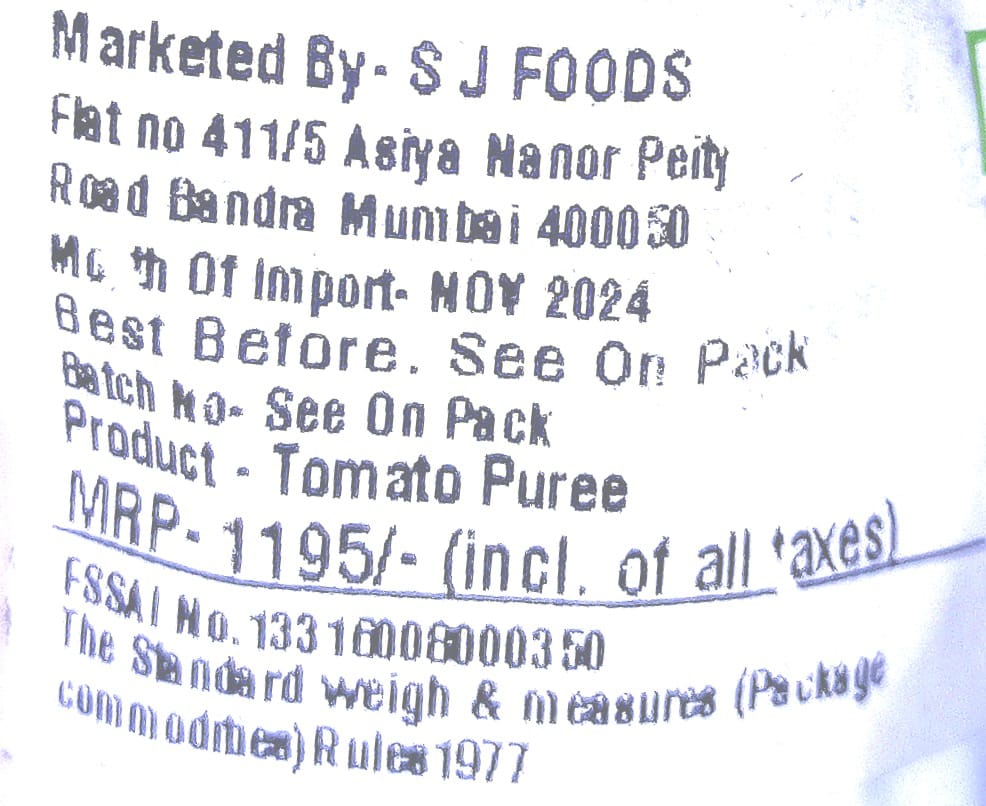 Marketed By- S J FOODS
Flat no 411/5 Asiya Nanor Peity
Road Bandra Mumbai 400050
Month Of Import- NOV 2024
Best Before. See On Pack
Batch No- See On Pack
Product - Tomato Puree
MRP- 1195/- (incl. of all taxes)
FSSAI No. 13316008000350
The Standard weigh & measures (Package
commodities) Rules 1977